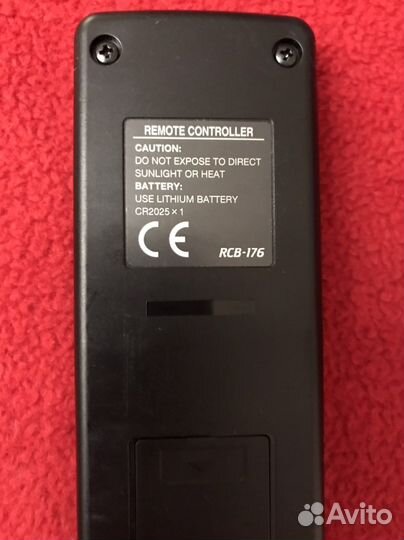 REMOTE CONTROLLER
CAUTION:
DO NOT EXPOSE TO DIRECT
SUNLIGHT OR HEAT
BATTERY:
USE LITHIUM BATTERY
CR2025 × 1
CE
RCB-176
Avito